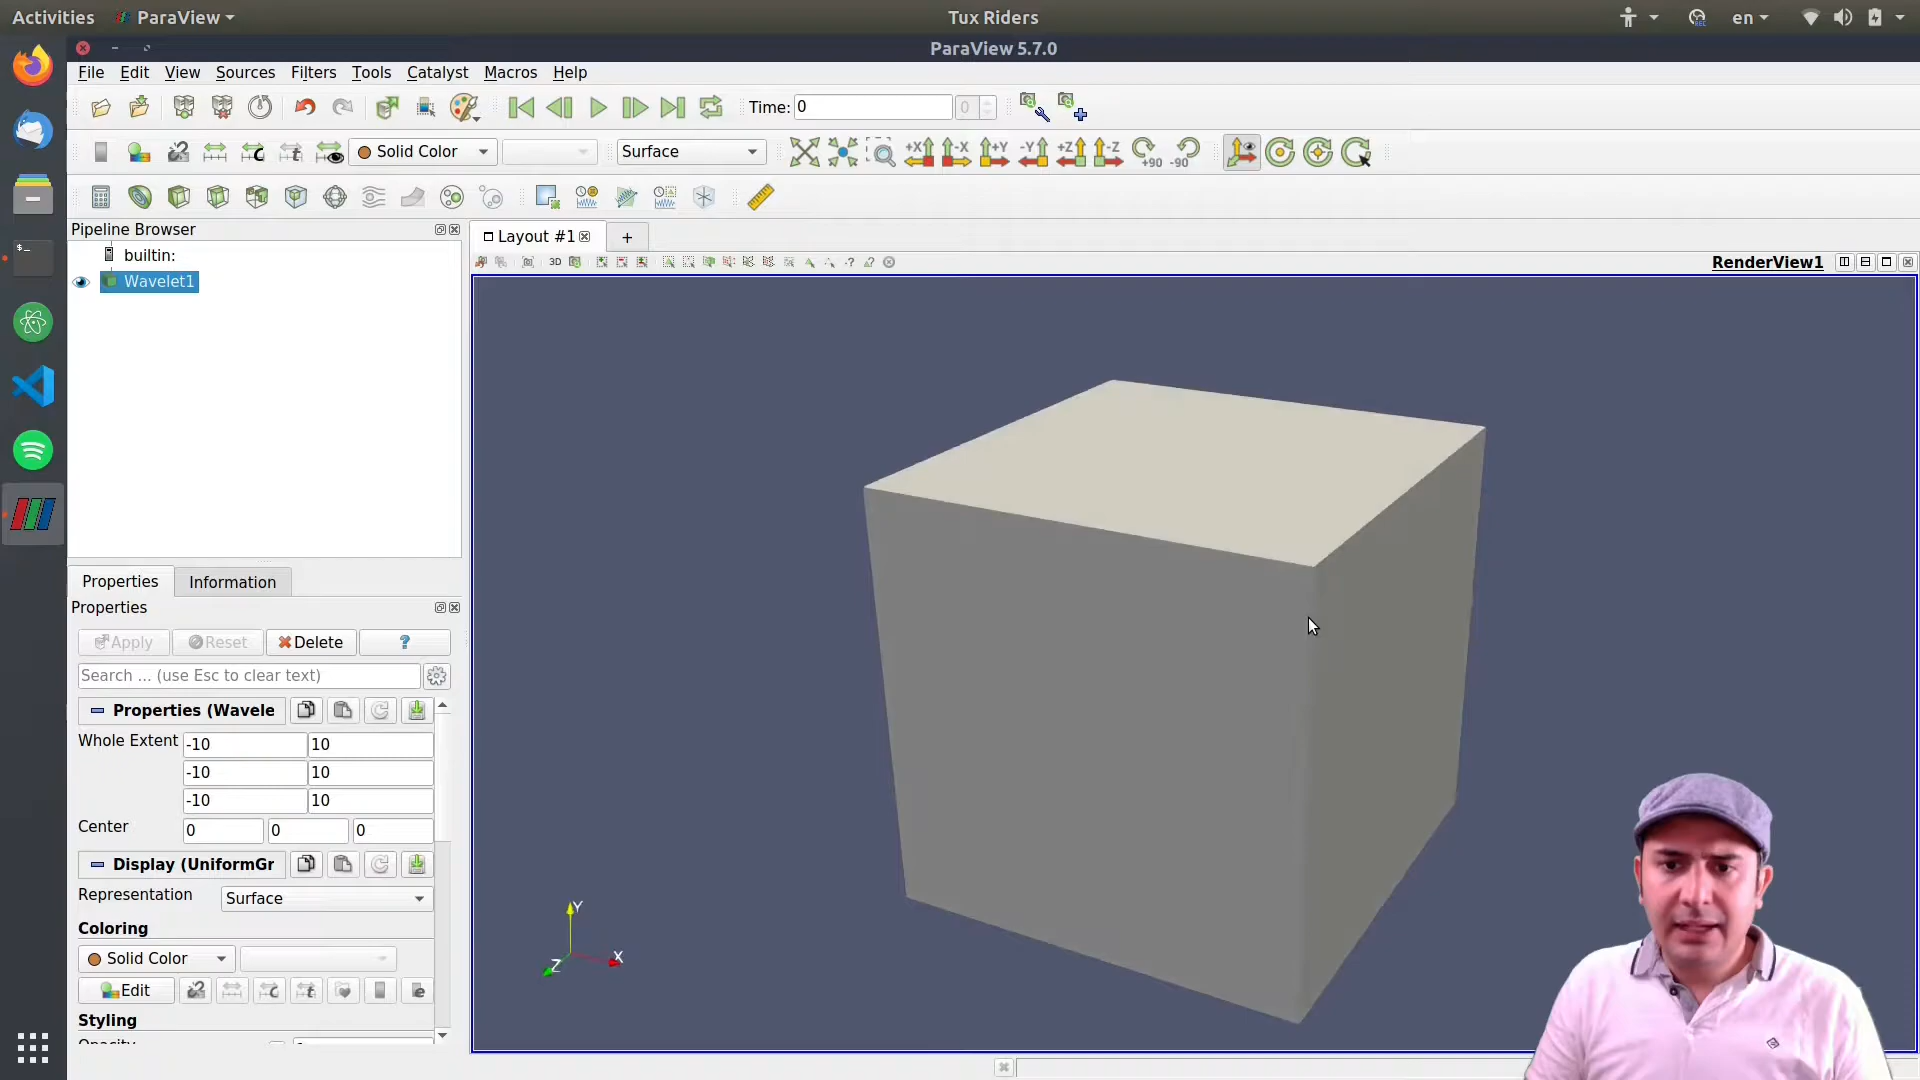 Activities ParaView Tux Riders en
ParaView 5.7.0
File Edit View Sources Filters Tools Catalyst Macros Help
Time: 0 0
Solid Color Surface +X -X +Y -Y +Z -Z +90 -90
Pipeline Browser
Layout #1 +
builtin:
3D RenderView1
Wavelet1
Properties Information
Properties
Apply Reset Delete ?
Search ... (use Esc to clear text)
Properties (Wavele
Whole Extent -10 10
-10 10
-10 10
Center 0 0 0
Display (UniformGr
Representation Surface
Coloring
Solid Color
Edit
Styling
Y
X
Z